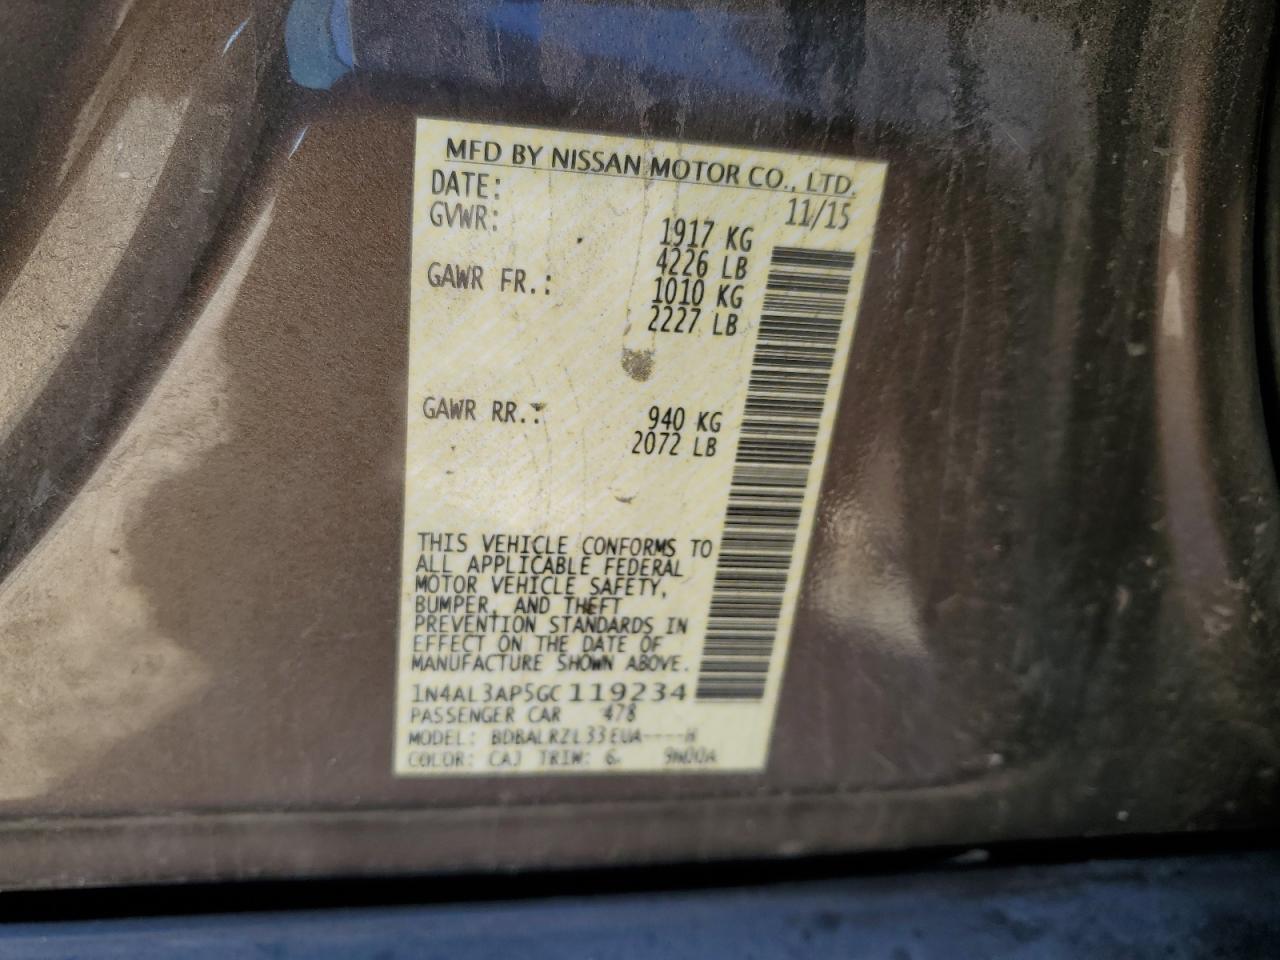 MFD BY NISSAN MOTOR CO., LTD.
DATE: 11/15
GVWR: 1917 KG
4226 LB
GAWR FR.: 1010 KG
2227 LB
GAWR RR.: 940 KG
2072 LB
THIS VEHICLE CONFORMS TO
ALL APPLICABLE FEDERAL
MOTOR VEHICLE SAFETY,
BUMPER, AND THEFT
PREVENTION STANDARDS IN
EFFECT ON THE DATE OF
MANUFACTURE SHOWN ABOVE.
1N4AL3AP5GC119234
PASSENGER CAR 478
MODEL: BDBALRZL33EUA----H
COLOR: CAJ TRIM: